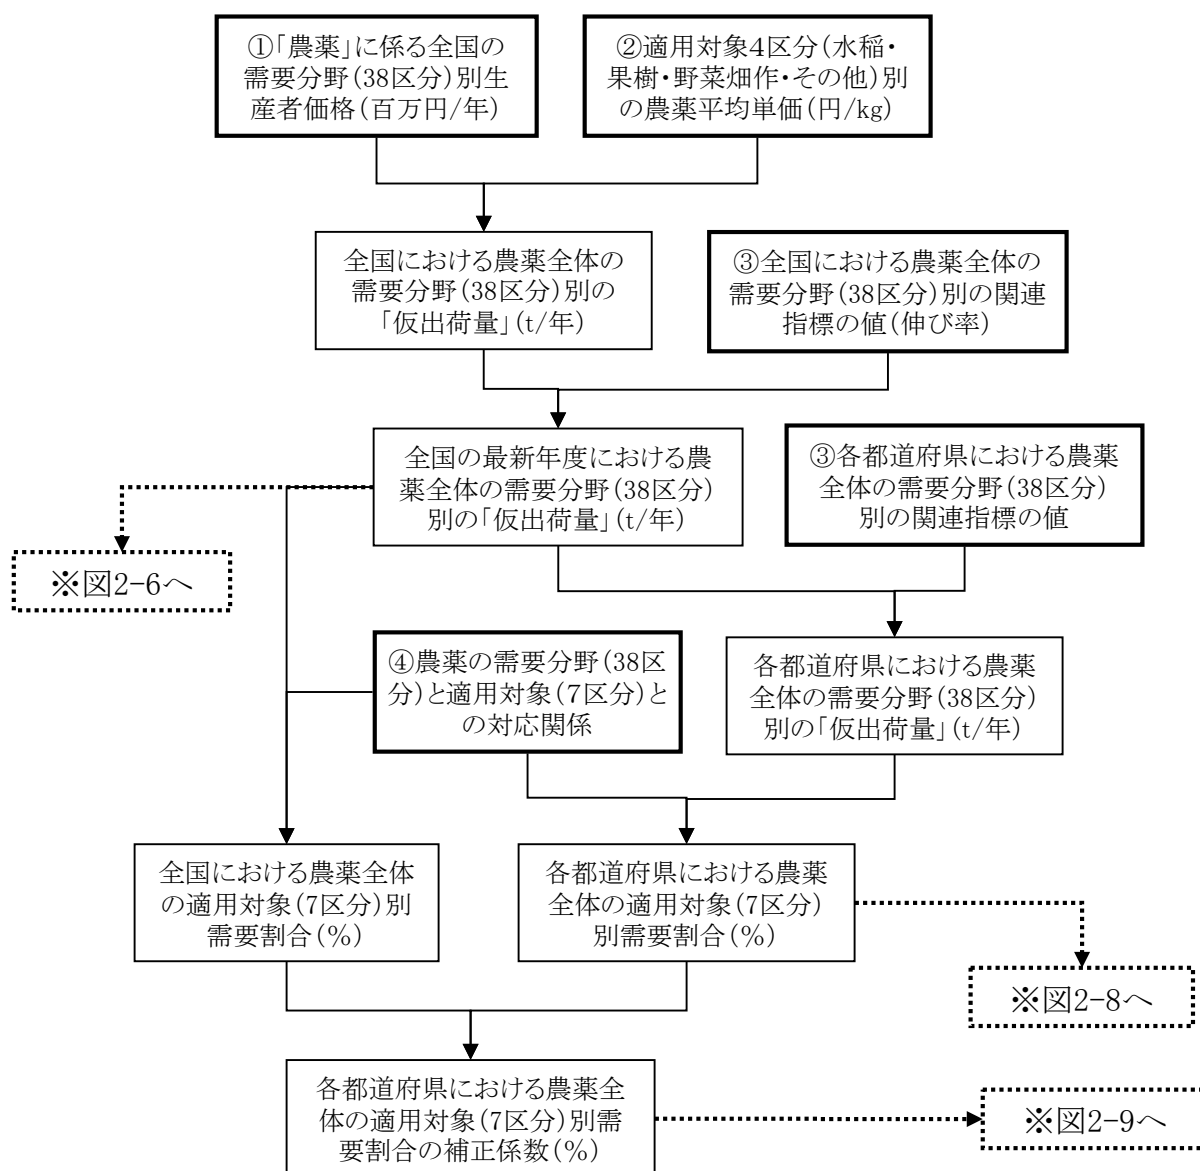 ①「農薬」に係る全国の
需要分野(38区分)別生
産者価格(百万円/年)
②適用対象4区分(水稲・
果樹・野菜畑作・その他)別
の農薬平均単価(円/kg)
全国における農薬全体の
需要分野(38区分)別の
「仮出荷量」(t/年)
③全国における農薬全体の
需要分野(38区分)別の関連
指標の値(伸び率)
全国の最新年度における農
薬全体の需要分野(38区分)
別の「仮出荷量」(t/年)
③各都道府県における農薬
全体の需要分野(38区分)
別の関連指標の値
※図2-6へ
④農薬の需要分野(38区
分)と適用対象(7区分)と
の対応関係
各都道府県における農薬
全体の需要分野(38区分)
別の「仮出荷量」(t/年)
全国における農薬全体
の適用対象(7区分)別
需要割合(%)
各都道府県における農薬
全体の適用対象(7区分)
別需要割合(%)
※図2-8へ
各都道府県における農薬全
体の適用対象(7区分)別需
要割合の補正係数(%)
※図2-9へ